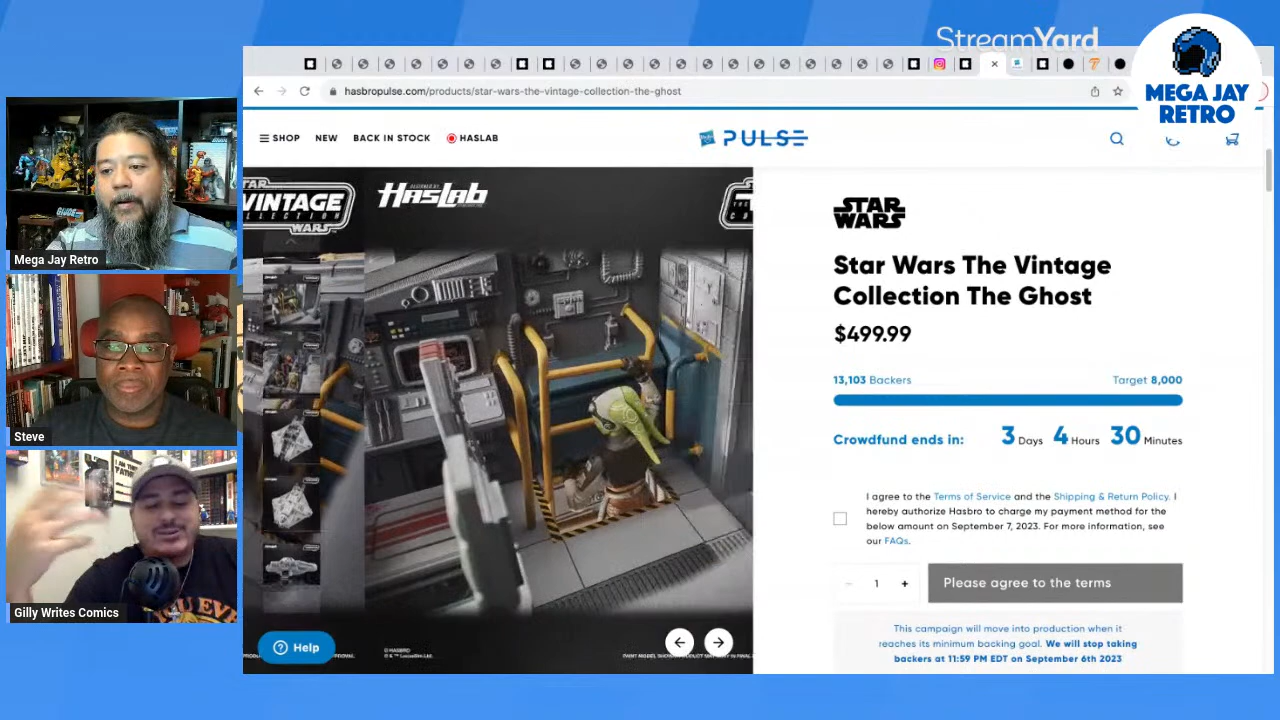 StreamYard
MEGA JAY
RETRO
hasbropulse.com/products/star-wars-the-vintage-collection-the-ghost
SHOP
NEW
BACK IN STOCK
HASLAB
PULSE
STAR
VINTAGE
WARS
HASLAB
STAR
WARS
Star Wars The Vintage
Collection The Ghost
$499.99
13,103 Backers
Target 8,000
Crowdfund ends in:
3 Days 4 Hours 30 Minutes
I agree to the Terms of Service and the Shipping & Return Policy. I
hereby authorize Hasbro to charge my payment method for the
below amount on September 7, 2023. For more information, see
our FAQs.
- 1 +
Please agree to the terms
This campaign will move into production when it
reaches its minimum backing goal. We will stop taking
backers at 11:59 PM EDT on September 6th 2023
Help
Mega Jay Retro
Steve
Gilly Writes Comics